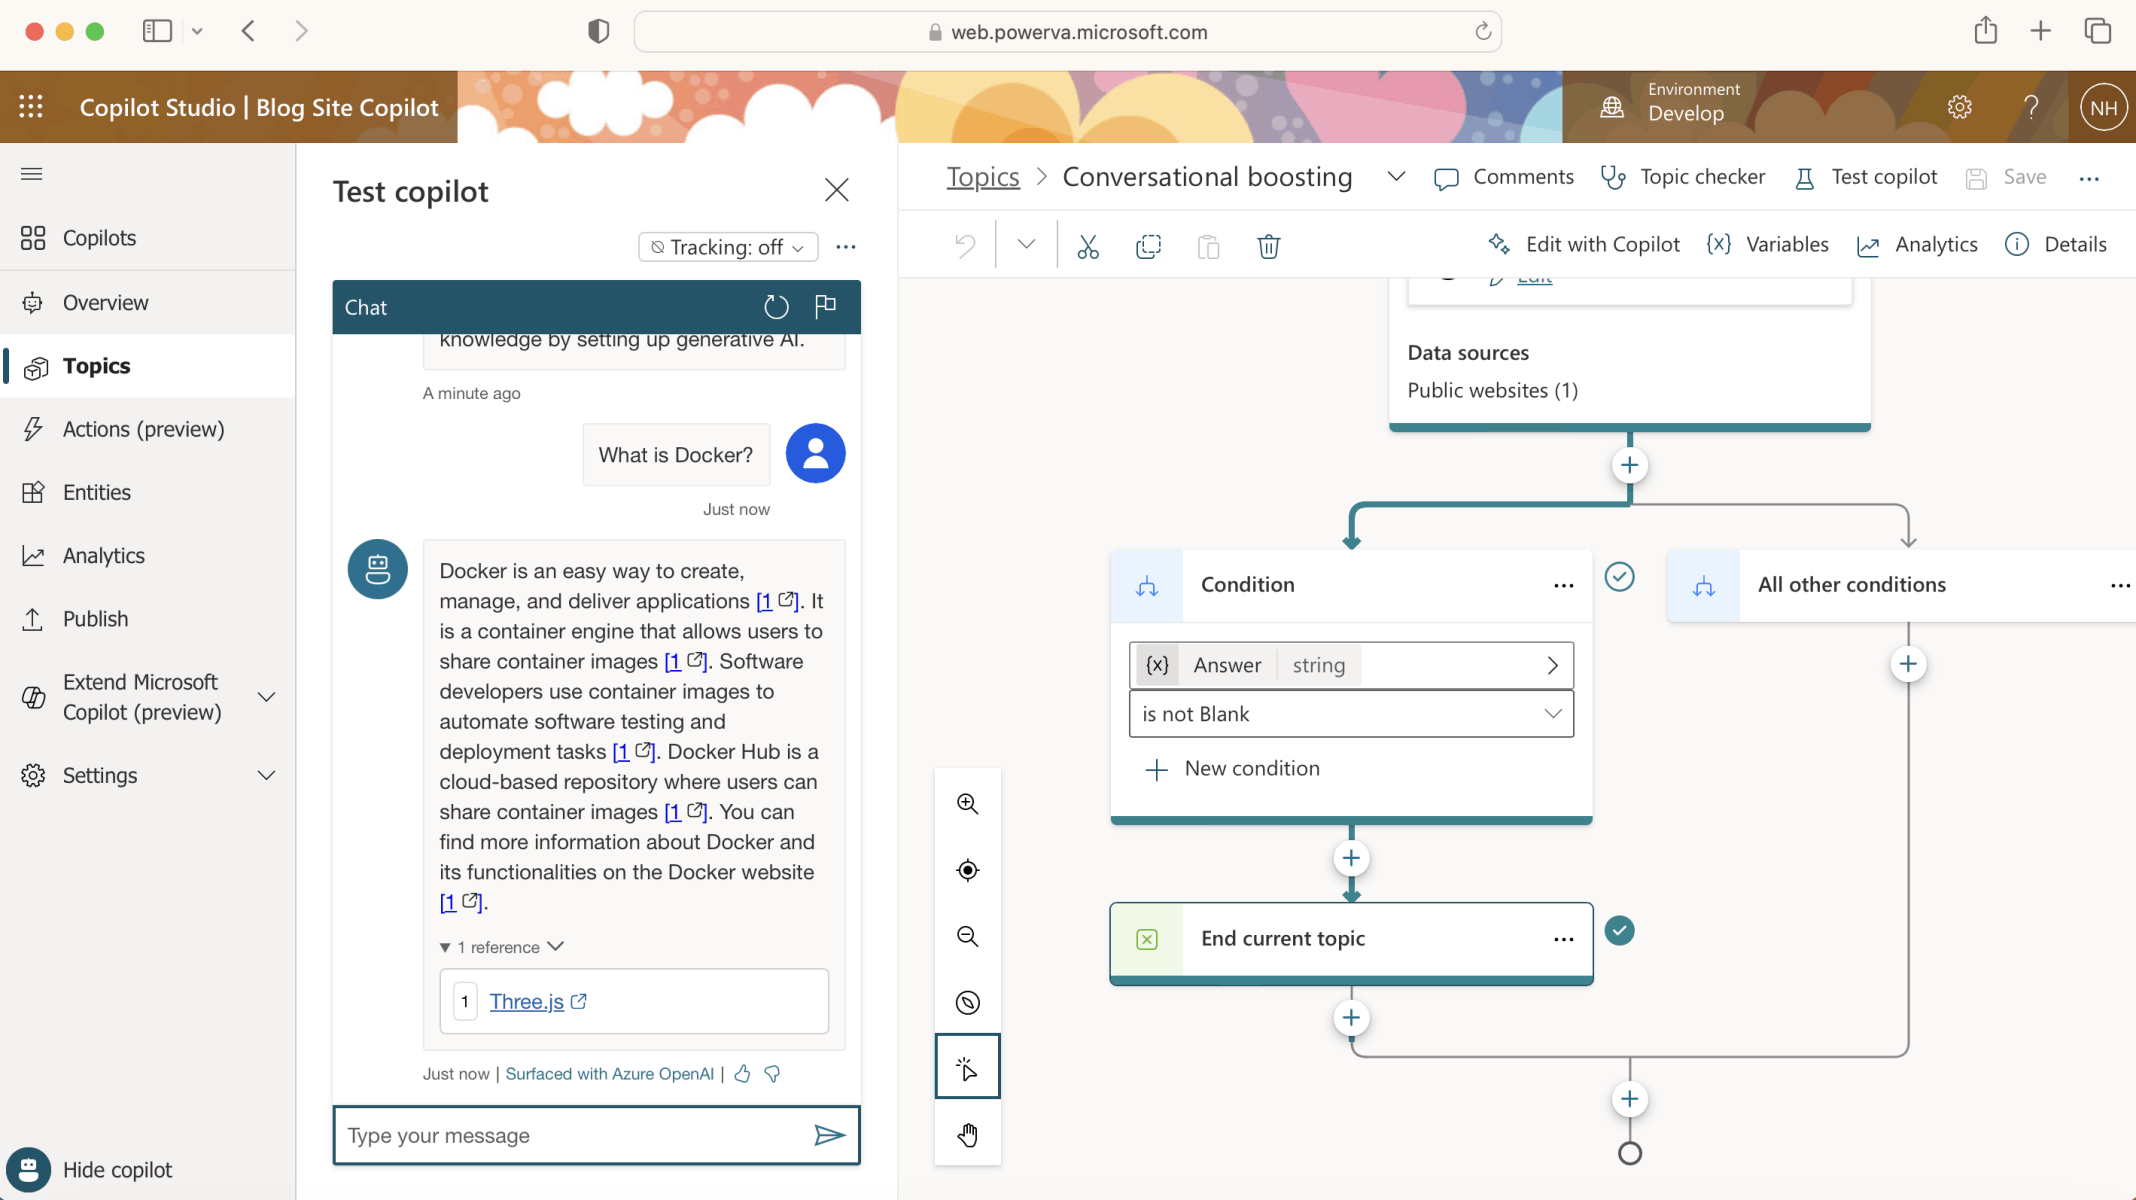 web.powerva.microsoft.com
Copilot Studio | Blog Site Copilot
Environment
Develop
NH
Copilots
Overview
Topics
Actions (preview)
Entities
Analytics
Publish
Extend Microsoft
Copilot (preview)
Settings
Hide copilot
Test copilot
Tracking: off
Chat
knowledge by setting up generative AI.
A minute ago
What is Docker?
Just now
Docker is an easy way to create,
manage, and deliver applications [1]. It
is a container engine that allows users to
share container images [1]. Software
developers use container images to
automate software testing and
deployment tasks [1]. Docker Hub is a
cloud-based repository where users can
share container images [1]. You can
find more information about Docker and
its functionalities on the Docker website
[1].
1 reference
1 Three.js
Just now | Surfaced with Azure OpenAI |
Type your message
Topics > Conversational boosting
Comments
Topic checker
Test copilot
Save
Edit with Copilot
{x} Variables
Analytics
Details
Edit
Data sources
Public websites (1)
Condition
{x} Answer string
is not Blank
New condition
All other conditions
End current topic